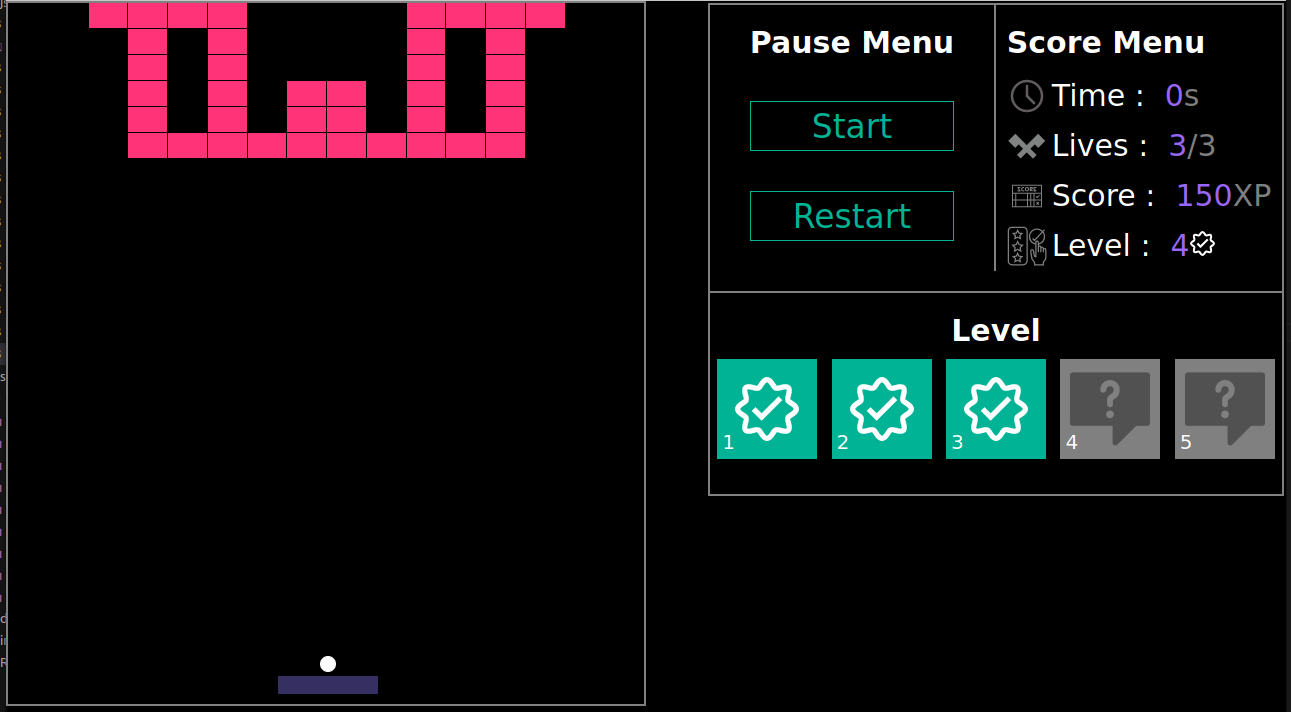 Pause Menu
Start
Restart
Score Menu
Time : 0s
Lives : 3/3
SCORE
Score : 150XP
Level : 4
Level
1
2
3
? 4
? 5